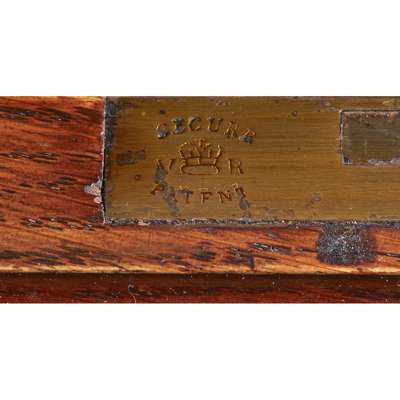 SECURE
V R
PATENT